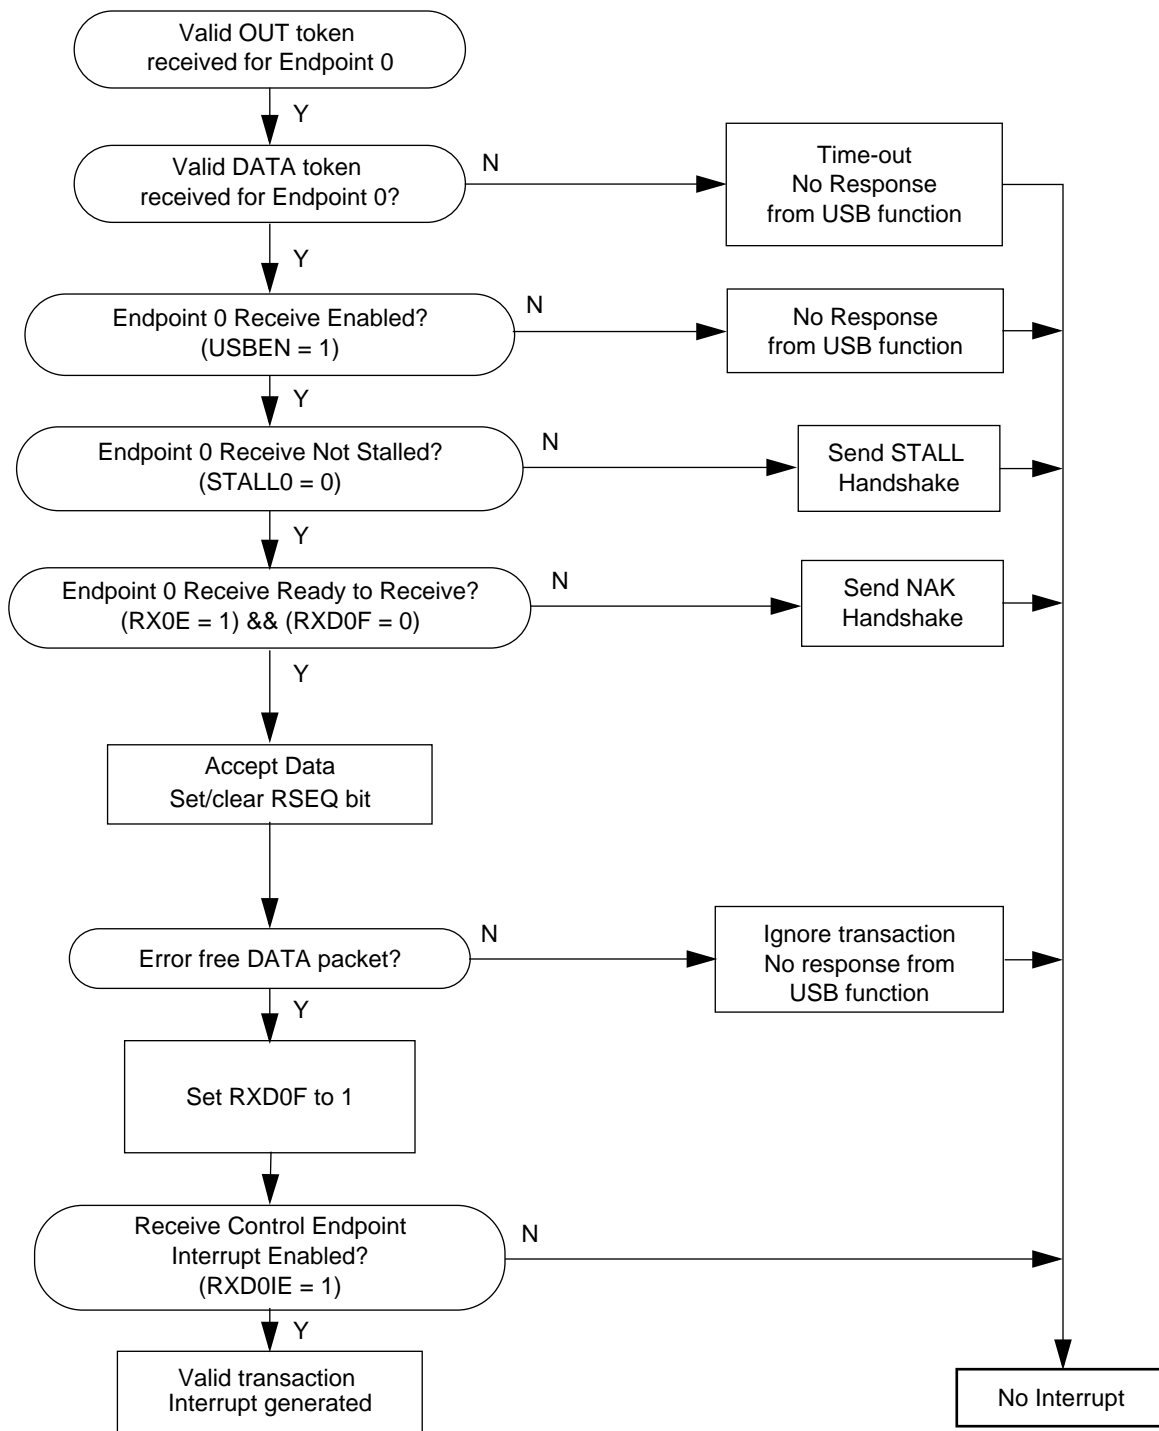 Valid OUT token
received for Endpoint 0
Y
Valid DATA token
received for Endpoint 0?
N
Time-out
No Response
from USB function
Y
Endpoint 0 Receive Enabled?
(USBEN = 1)
N
No Response
from USB function
Y
Endpoint 0 Receive Not Stalled?
(STALL0 = 0)
N
Send STALL
Handshake
Y
Endpoint 0 Receive Ready to Receive?
(RX0E = 1) && (RXD0F = 0)
N
Send NAK
Handshake
Y
Accept Data
Set/clear RSEQ bit
Error free DATA packet?
N
Ignore transaction
No response from
USB function
Y
Set RXD0F to 1
Receive Control Endpoint
Interrupt Enabled?
(RXD0IE = 1)
N
Y
Valid transaction
Interrupt generated
No Interrupt